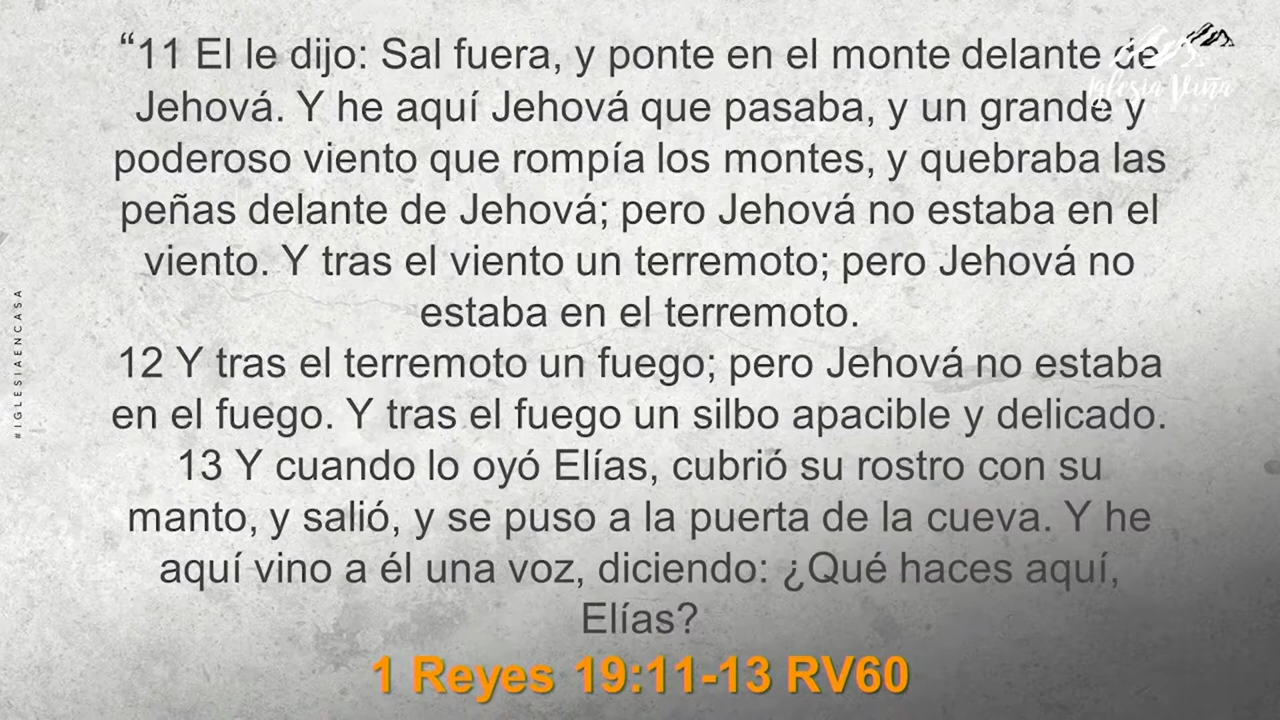 “11 El le dijo: Sal fuera, y ponte en el monte delante de
Jehová. Y he aquí Jehová que pasaba, y un grande y
poderoso viento que rompía los montes, y quebraba las
peñas delante de Jehová; pero Jehová no estaba en el
viento. Y tras el viento un terremoto; pero Jehová no
estaba en el terremoto.
12 Y tras el terremoto un fuego; pero Jehová no estaba
en el fuego. Y tras el fuego un silbo apacible y delicado.
13 Y cuando lo oyó Elías, cubrió su rostro con su
manto, y salió, y se puso a la puerta de la cueva. Y he
aquí vino a él una voz, diciendo: ¿Qué haces aquí,
Elías?
1 Reyes 19:11-13 RV60
Iglesia Viña
#IGLESIAENCASA